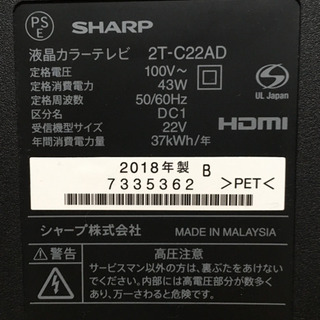 PS E SHARP
液晶カラーテレビ 2T-C22AD
定格電圧 100V~
定格消費電力 43W
定格周波数 50/60Hz
区分名 DC1
受信機型サイズ 22V
年間消費電力量 37kWh/年
UL Japan
HDMI
2018年製 B
7335362 >PET<
シャープ株式会社 MADE IN MALAYSIA
警告 高圧注意
サービスマン以外の方は、裏ぶたをあけない
でください。内部には高電圧部分が数多く
あり、万一さわると危険です。